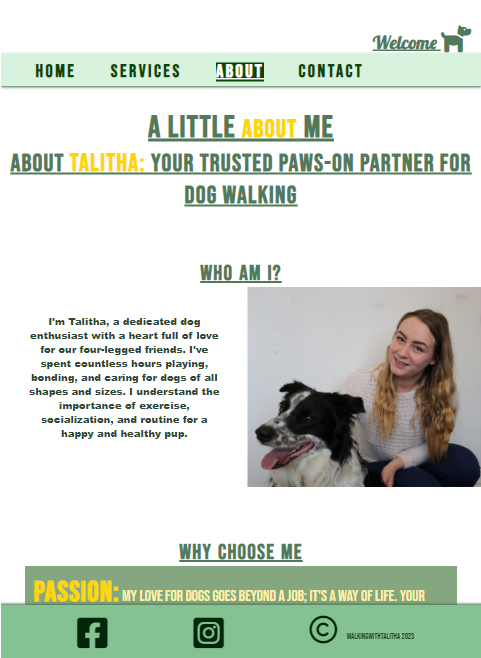 Welcome
HOME SERVICES ABOUT CONTACT
A LITTLE ABOUT ME
ABOUT TALITHA: YOUR TRUSTED PAWS-ON PARTNER FOR
DOG WALKING
WHO AM I?
I'm Talitha, a dedicated dog
enthusiast with a heart full of love
for our four-legged friends. I've
spent countless hours playing,
bonding, and caring for dogs of all
shapes and sizes. I understand the
importance of exercise,
socialization, and routine for a
happy and healthy pup.
WHY CHOOSE ME
PASSION: MY LOVE FOR DOGS GOES BEYOND A JOB; IT'S A WAY OF LIFE. YOUR
© WALKINGWITHTALITHA 2023